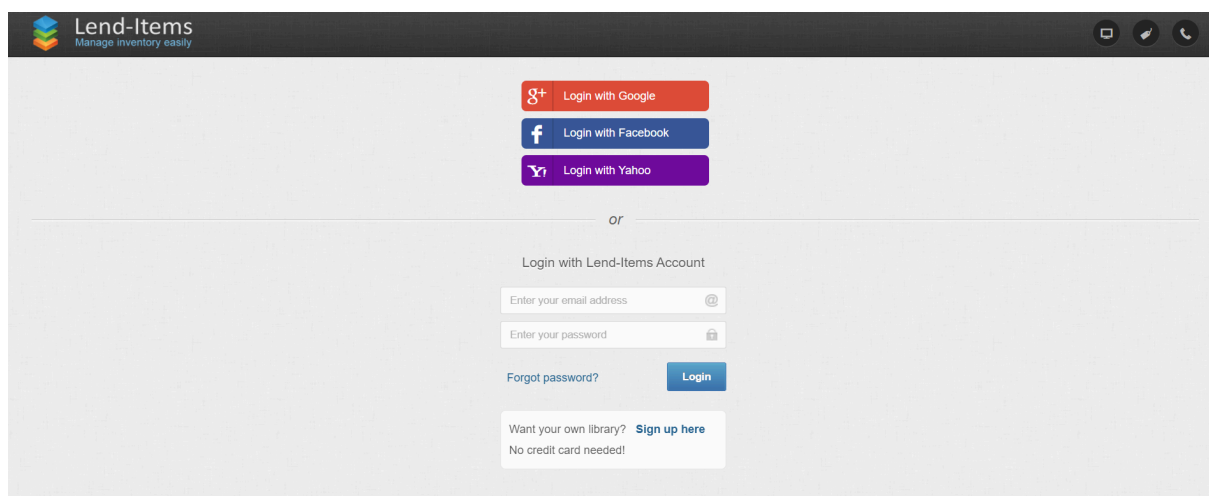 Lend-Items
Manage inventory easily
g+ Login with Google
f Login with Facebook
Y! Login with Yahoo
or
Login with Lend-Items Account
Enter your email address @
Enter your password
Forgot password? Login
Want your own library? Sign up here
No credit card needed!